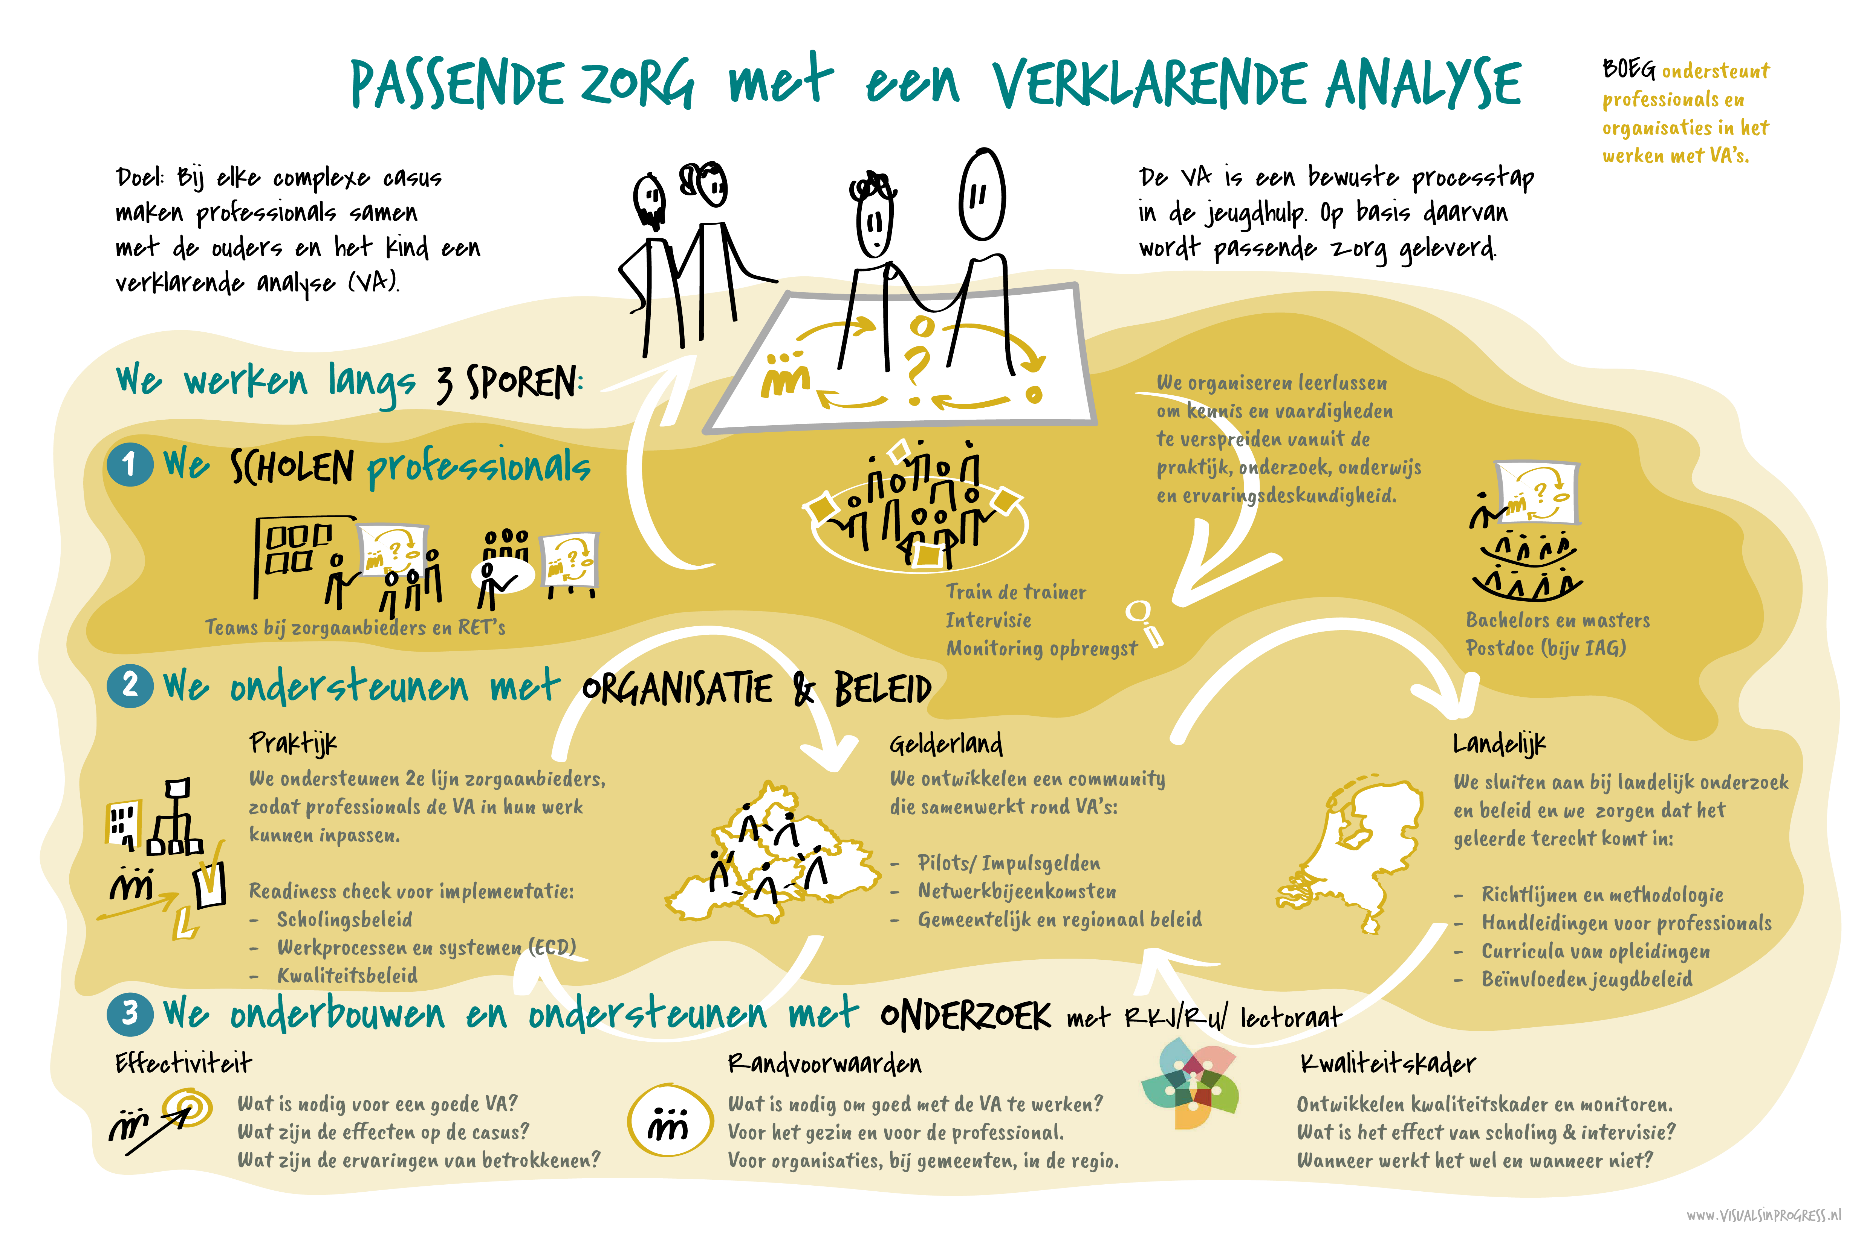 PASSENDE ZORG met een VERKLARENDE ANALYSE
BOEG ondersteunt
professionals en
organisaties in het
werken met VA's.
Doel: Bij elke complexe casus
maken professionals samen
met de ouders en het kind een
verklarende analyse (VA).
De VA is een bewuste processtap
in de jeugdhulp. Op basis daarvan
wordt passende zorg geleverd.
?
We werken langs 3 SPOREN:
We organiseren leerlussen
om kennis en vaardigheden
te verspreiden vanuit de
praktijk, onderzoek, onderwijs
en ervaringsdeskundigheid.
1 We SCHOLEN professionals
?
?
?
Teams bij zorgaanbieders en RET's
Train de trainer
Intervisie
Monitoring opbrengst
Bachelors en masters
Postdoc (bijv IAG)
2 We ondersteunen met ORGANISATIE & BELEID
Praktijk
We ondersteunen 2e lijn zorgaanbieders,
zodat professionals de VA in hun werk
kunnen inpassen.
Readiness check voor implementatie:
- Scholingsbeleid
- Werkprocessen en systemen (ECD)
- Kwaliteitsbeleid
Gelderland
We ontwikkelen een community
die samenwerkt rond VA's:
- Pilots/ Impulsgelden
- Netwerkbijeenkomsten
- Gemeentelijk en regionaal beleid
Landelijk
We sluiten aan bij landelijk onderzoek
en beleid en we zorgen dat het
geleerde terecht komt in:
- Richtlijnen en methodologie
- Handleidingen voor professionals
- Curricula van opleidingen
- Beïnvloeden jeugdbeleid
3 We onderbouwen en ondersteunen met ONDERZOEK met RKJ/RU/ lectoraat
Effectiviteit
Wat is nodig voor een goede VA?
Wat zijn de effecten op de casus?
Wat zijn de ervaringen van betrokkenen?
Randvoorwaarden
Wat is nodig om goed met de VA te werken?
Voor het gezin en voor de professional.
Voor organisaties, bij gemeenten, in de regio.
Kwaliteitskader
Ontwikkelen kwaliteitskader en monitoren.
Wat is het effect van scholing & intervisie?
Wanneer werkt het wel en wanneer niet?
www.VISUALSinPROGRESS.nl